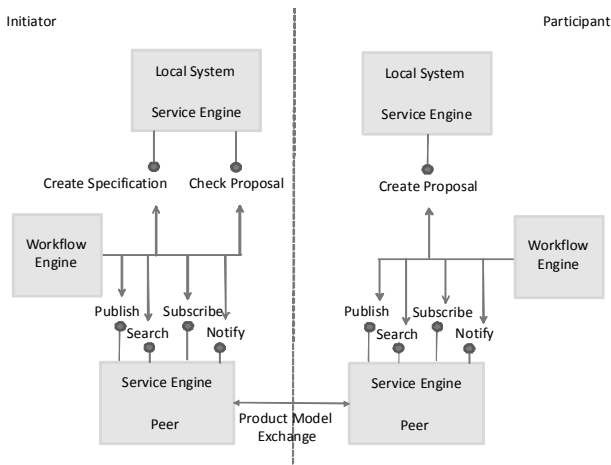 Initiator
Participant
Local System
Service Engine
Local System
Service Engine
Create Specification
Check Proposal
Create Proposal
Workflow
Engine
Workflow
Engine
Publish
Subscribe
Search
Notify
Publish
Subscribe
Search
Notify
Service Engine
Peer
Service Engine
Peer
Product Model
Exchange